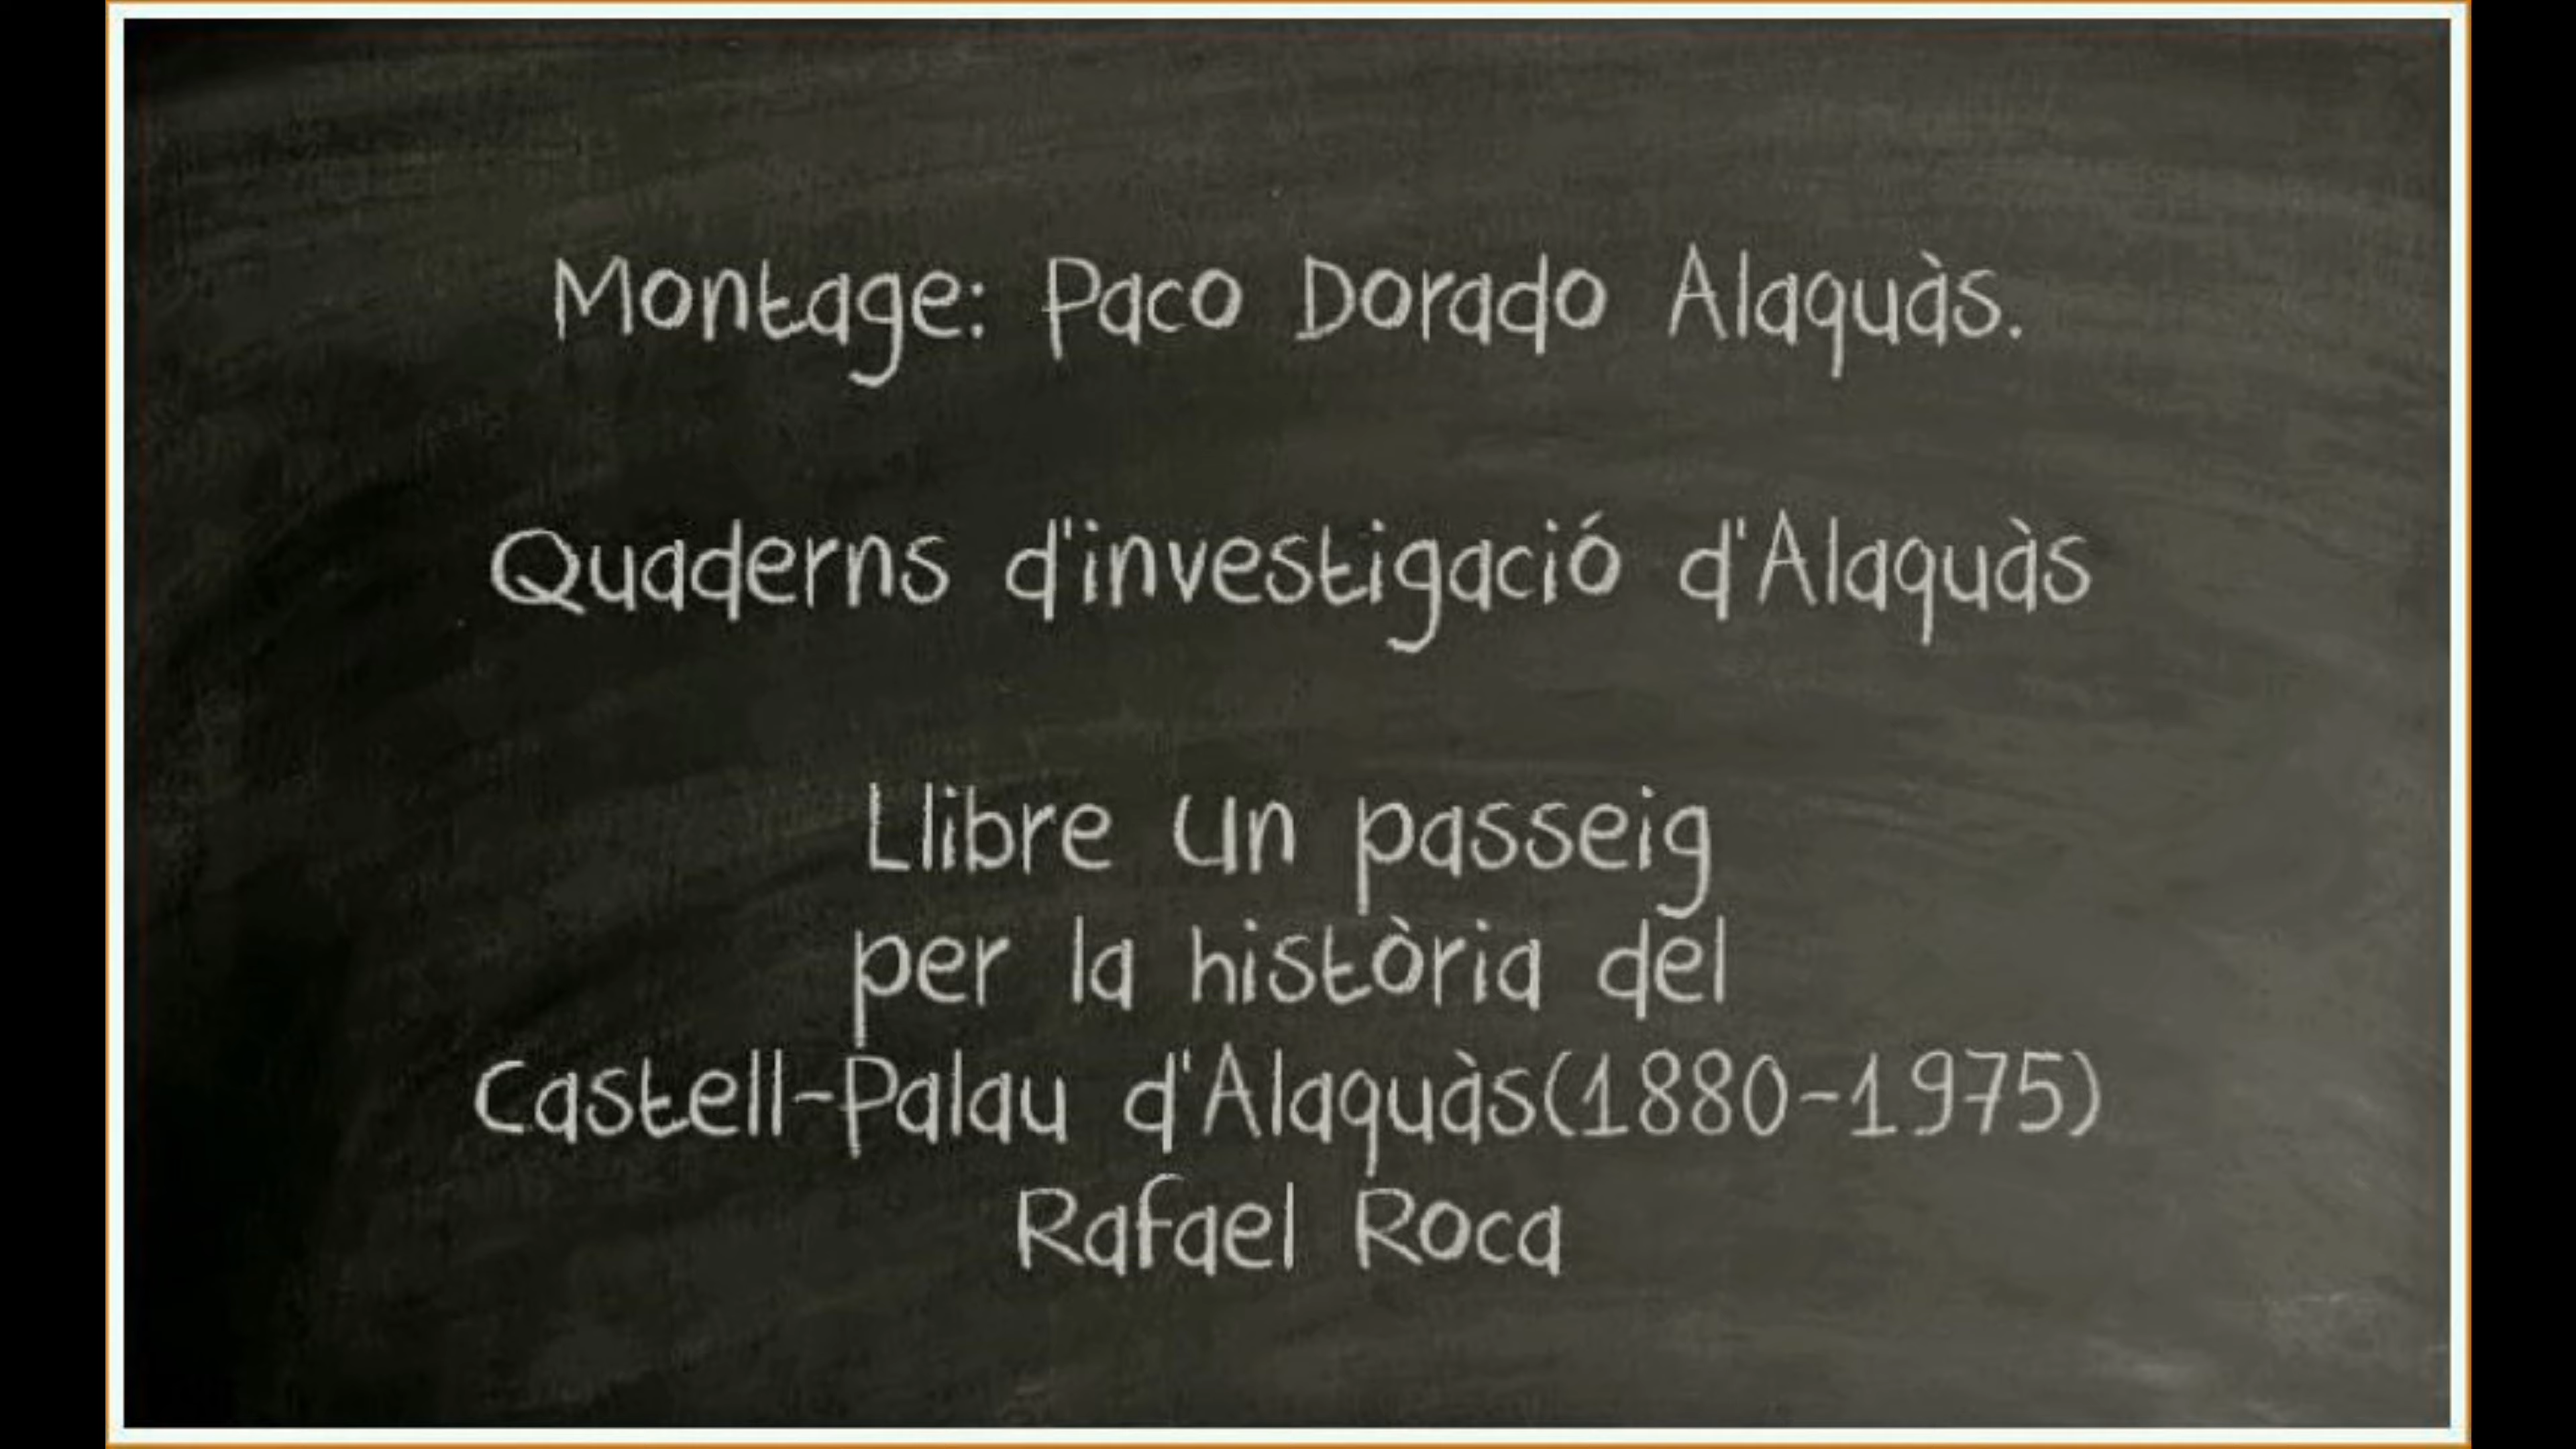 Montage: Paco Dorado Alaquàs.
Quaderns d'investigació d'Alaquàs
Llibre Un passeig
per la història del
Castell-Palau d'Alaquàs(1880-1975)
Rafael Roca